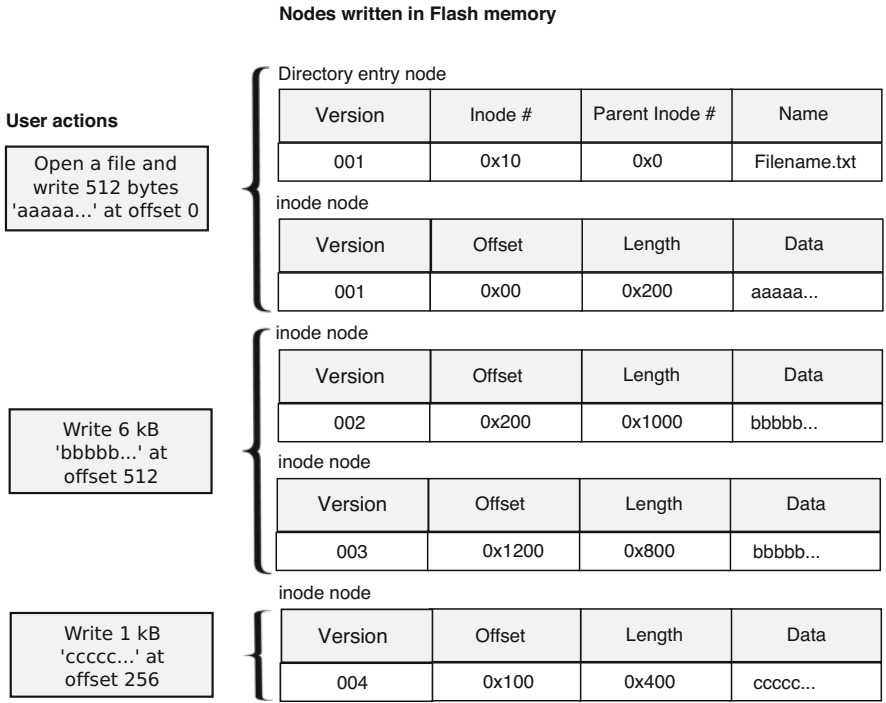 Nodes written in Flash memory
User actions
Open a file and
write 512 bytes
'aaaaa...' at offset 0
Directory entry node
Version Inode # Parent Inode # Name
001 0x10 0x0 Filename.txt
inode node
Version Offset Length Data
001 0x00 0x200 aaaaa...
Write 6 kB
'bbbbb...' at
offset 512
inode node
Version Offset Length Data
002 0x200 0x1000 bbbbb...
inode node
Version Offset Length Data
003 0x1200 0x800 bbbbb...
Write 1 kB
'ccccc...' at
offset 256
inode node
Version Offset Length Data
004 0x100 0x400 ccccc...